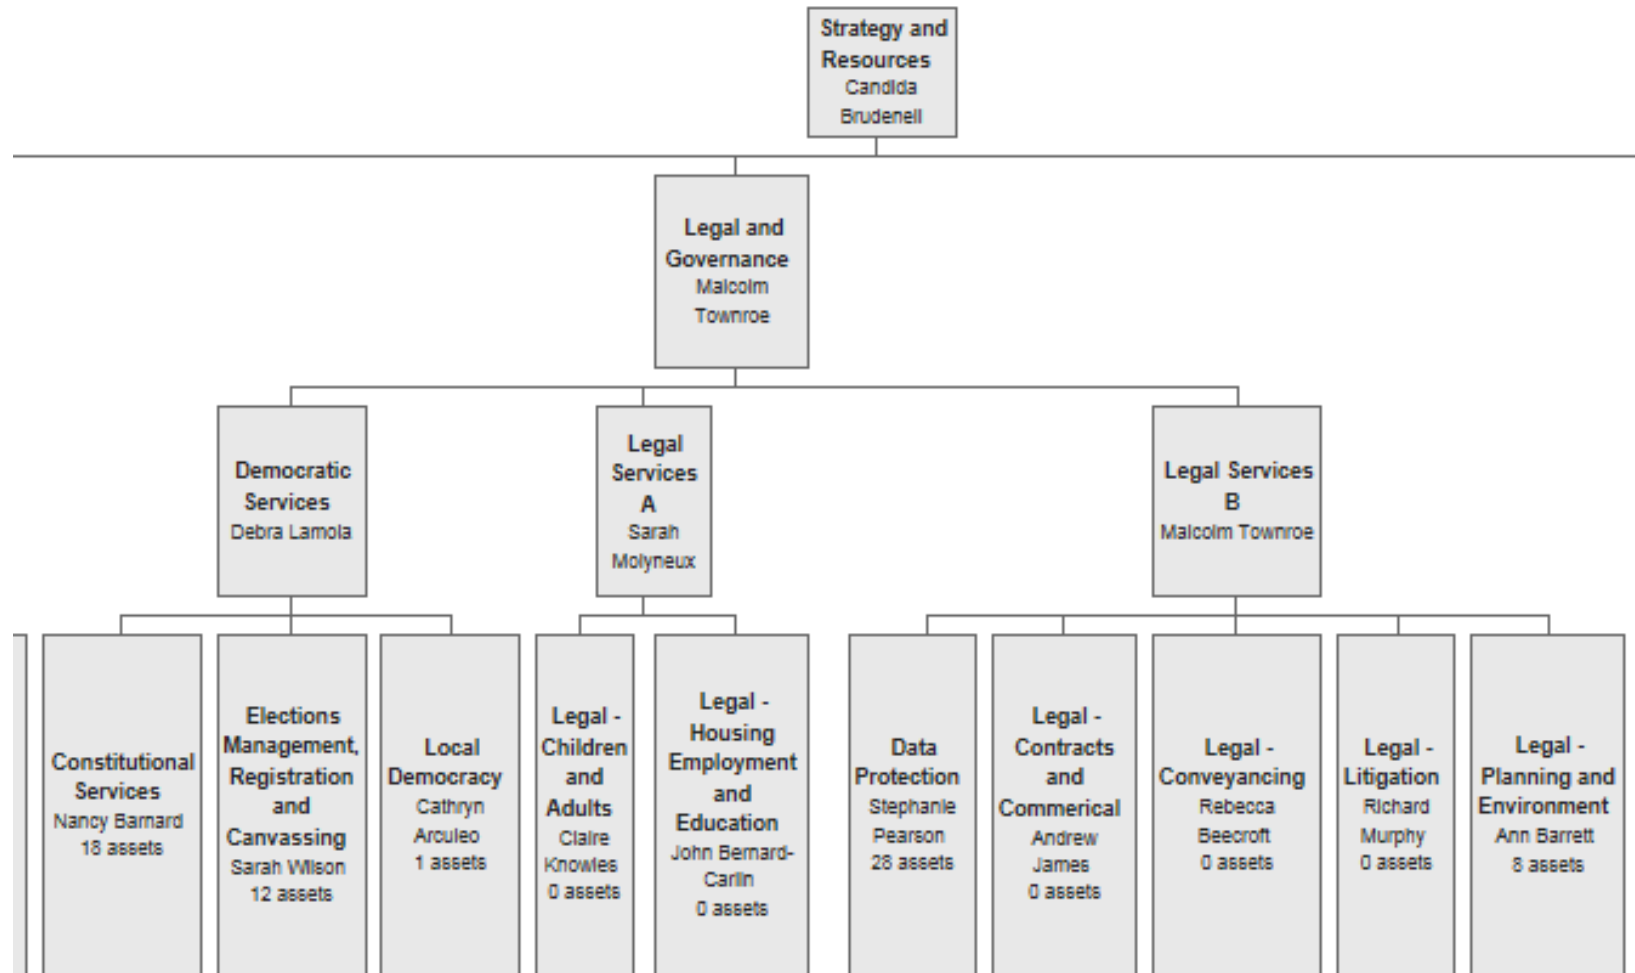 Strategy and
Resources
Candida
Brudenell
Legal and
Governance
Malcolm
Townroe
Democratic
Services
Debra Lamola
Legal
Services
A
Sarah
Molyneux
Legal Services
B
Malcolm Townroe
Constitutional
Services
Nancy Barnard
18 assets
Elections
Management,
Registration
and
Canvassing
Sarah Wilson
12 assets
Local
Democracy
Cathryn
Arculeo
1 assets
Legal -
Children
and
Adults
Claire
Knowles
0 assets
Legal -
Housing
Employment
and
Education
John Bernard-
Carlin
0 assets
Data
Protection
Stephanie
Pearson
28 assets
Legal -
Contracts
and
Commerical
Andrew
James
0 assets
Legal -
Conveyancing
Rebecca
Beecroft
0 assets
Legal -
Litigation
Richard
Murphy
0 assets
Legal -
Planning and
Environment
Ann Barrett
8 assets